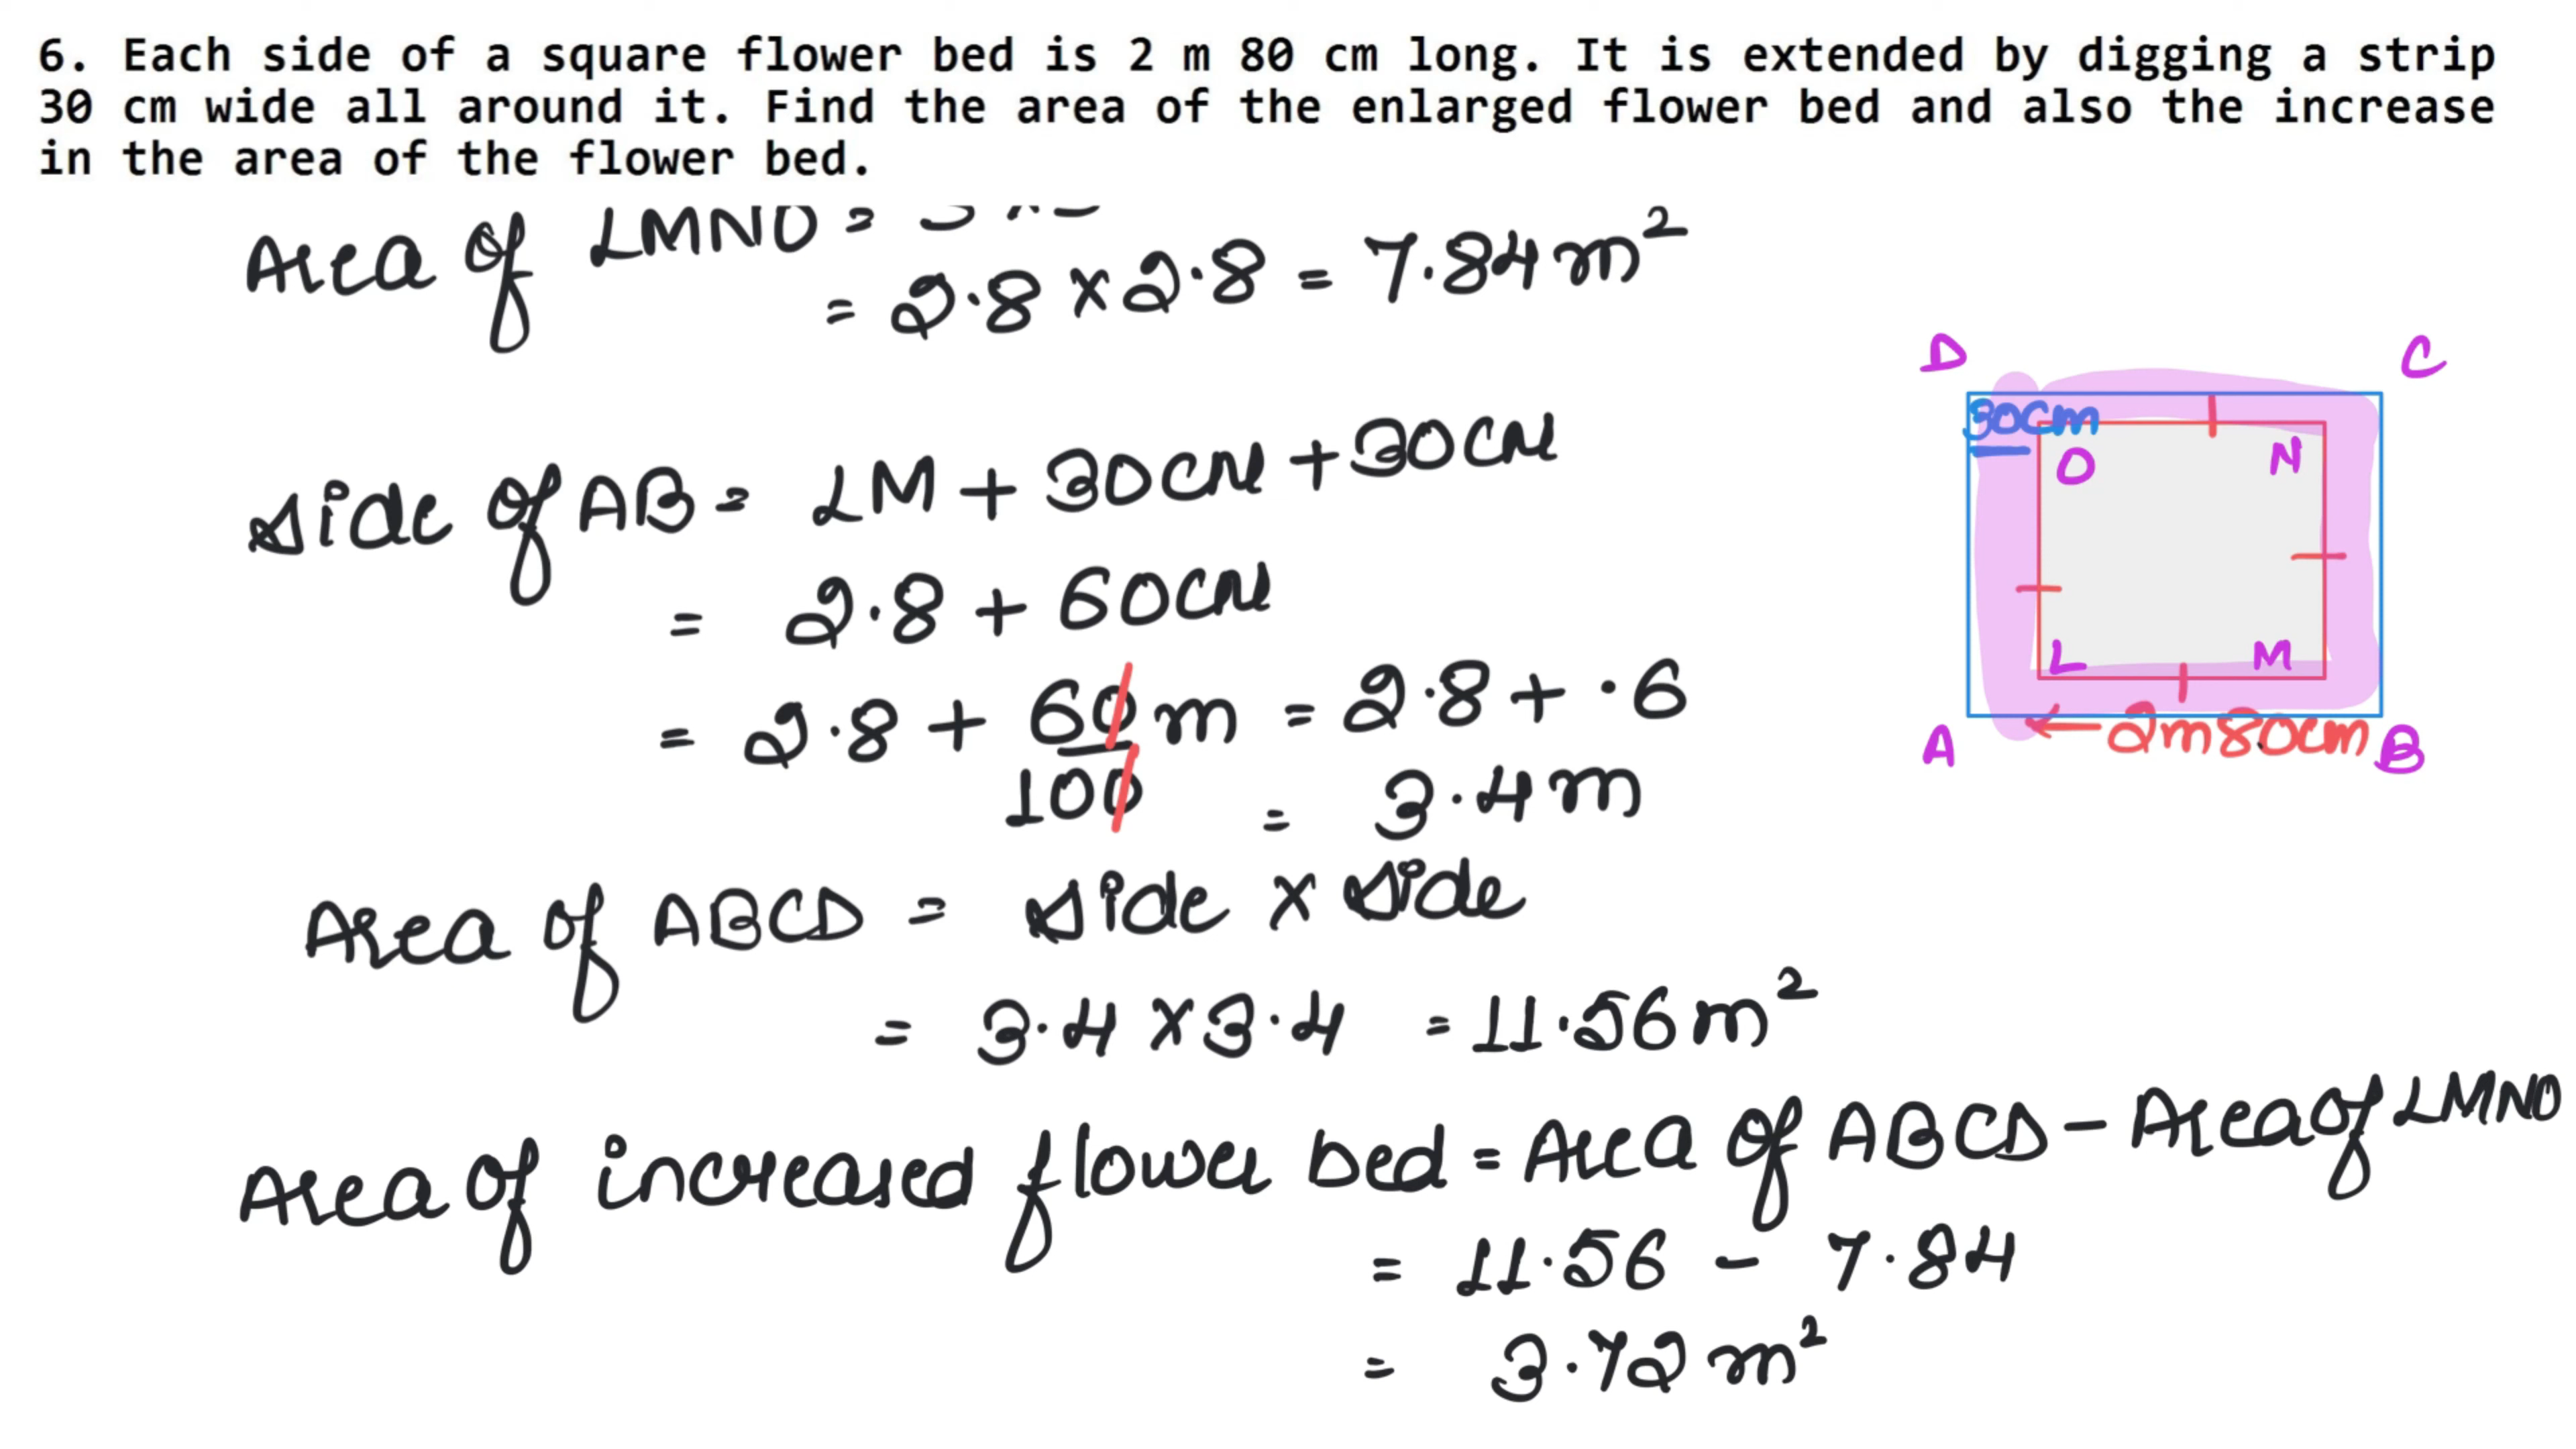 6. Each side of a square flower bed is 2 m 80 cm long. It is extended by digging a strip
30 cm wide all around it. Find the area of the enlarged flower bed and also the increase
in the area of the flower bed.
Area of LMNO =
= 2.8 × 2.8 = 7.84 m²
side of AB = LM + 30cm + 30cm
= 2.8 + 60cm
= 2.8 + 60/100 m = 2.8 + .6
= 3.4 m
Area of ABCD = side × side
= 3.4 × 3.4 = 11.56 m²
Area of increased flower bed = Area of ABCD - Area of LMNO
= 11.56 - 7.84
= 3.72 m²
D C
30cm
O N
L M
A 2m80cm B